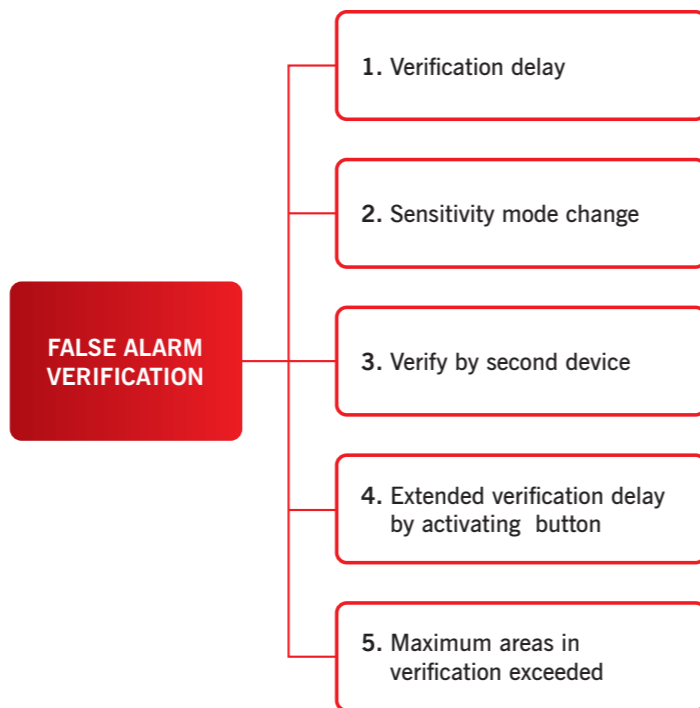 1. Verification delay
2. Sensitivity mode change
FALSE ALARM
VERIFICATION
3. Verify by second device
4. Extended verification delay
by activating button
5. Maximum areas in
verification exceeded